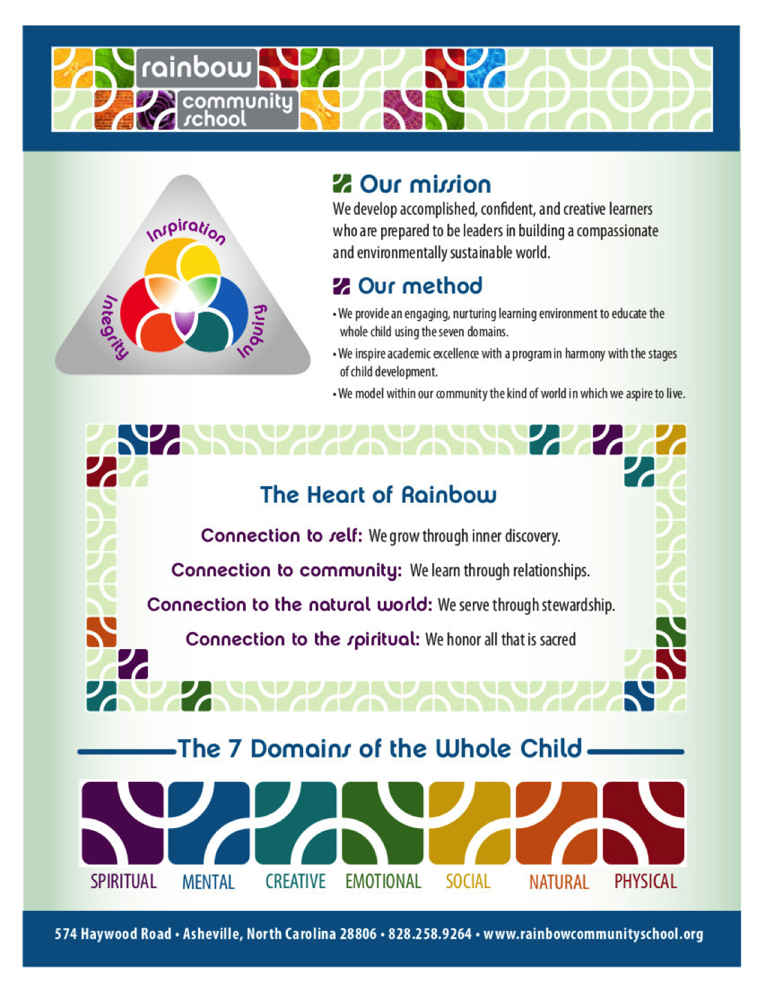 rainbow
community
school
Inspiration
Integrity
Inquiry
Our mission
We develop accomplished, confident, and creative learners
who are prepared to be leaders in building a compassionate
and environmentally sustainable world.
Our method
• We provide an engaging, nurturing learning environment to educate the
whole child using the seven domains.
• We inspire academic excellence with a program in harmony with the stages
of child development.
• We model within our community the kind of world in which we aspire to live.
The Heart of Rainbow
Connection to self: We grow through inner discovery.
Connection to community: We learn through relationships.
Connection to the natural world: We serve through stewardship.
Connection to the spiritual: We honor all that is sacred
The 7 Domains of the Whole Child
SPIRITUAL MENTAL CREATIVE EMOTIONAL SOCIAL NATURAL PHYSICAL
574 Haywood Road • Asheville, North Carolina 28806 • 828.258.9264 • www.rainbowcommunityschool.org